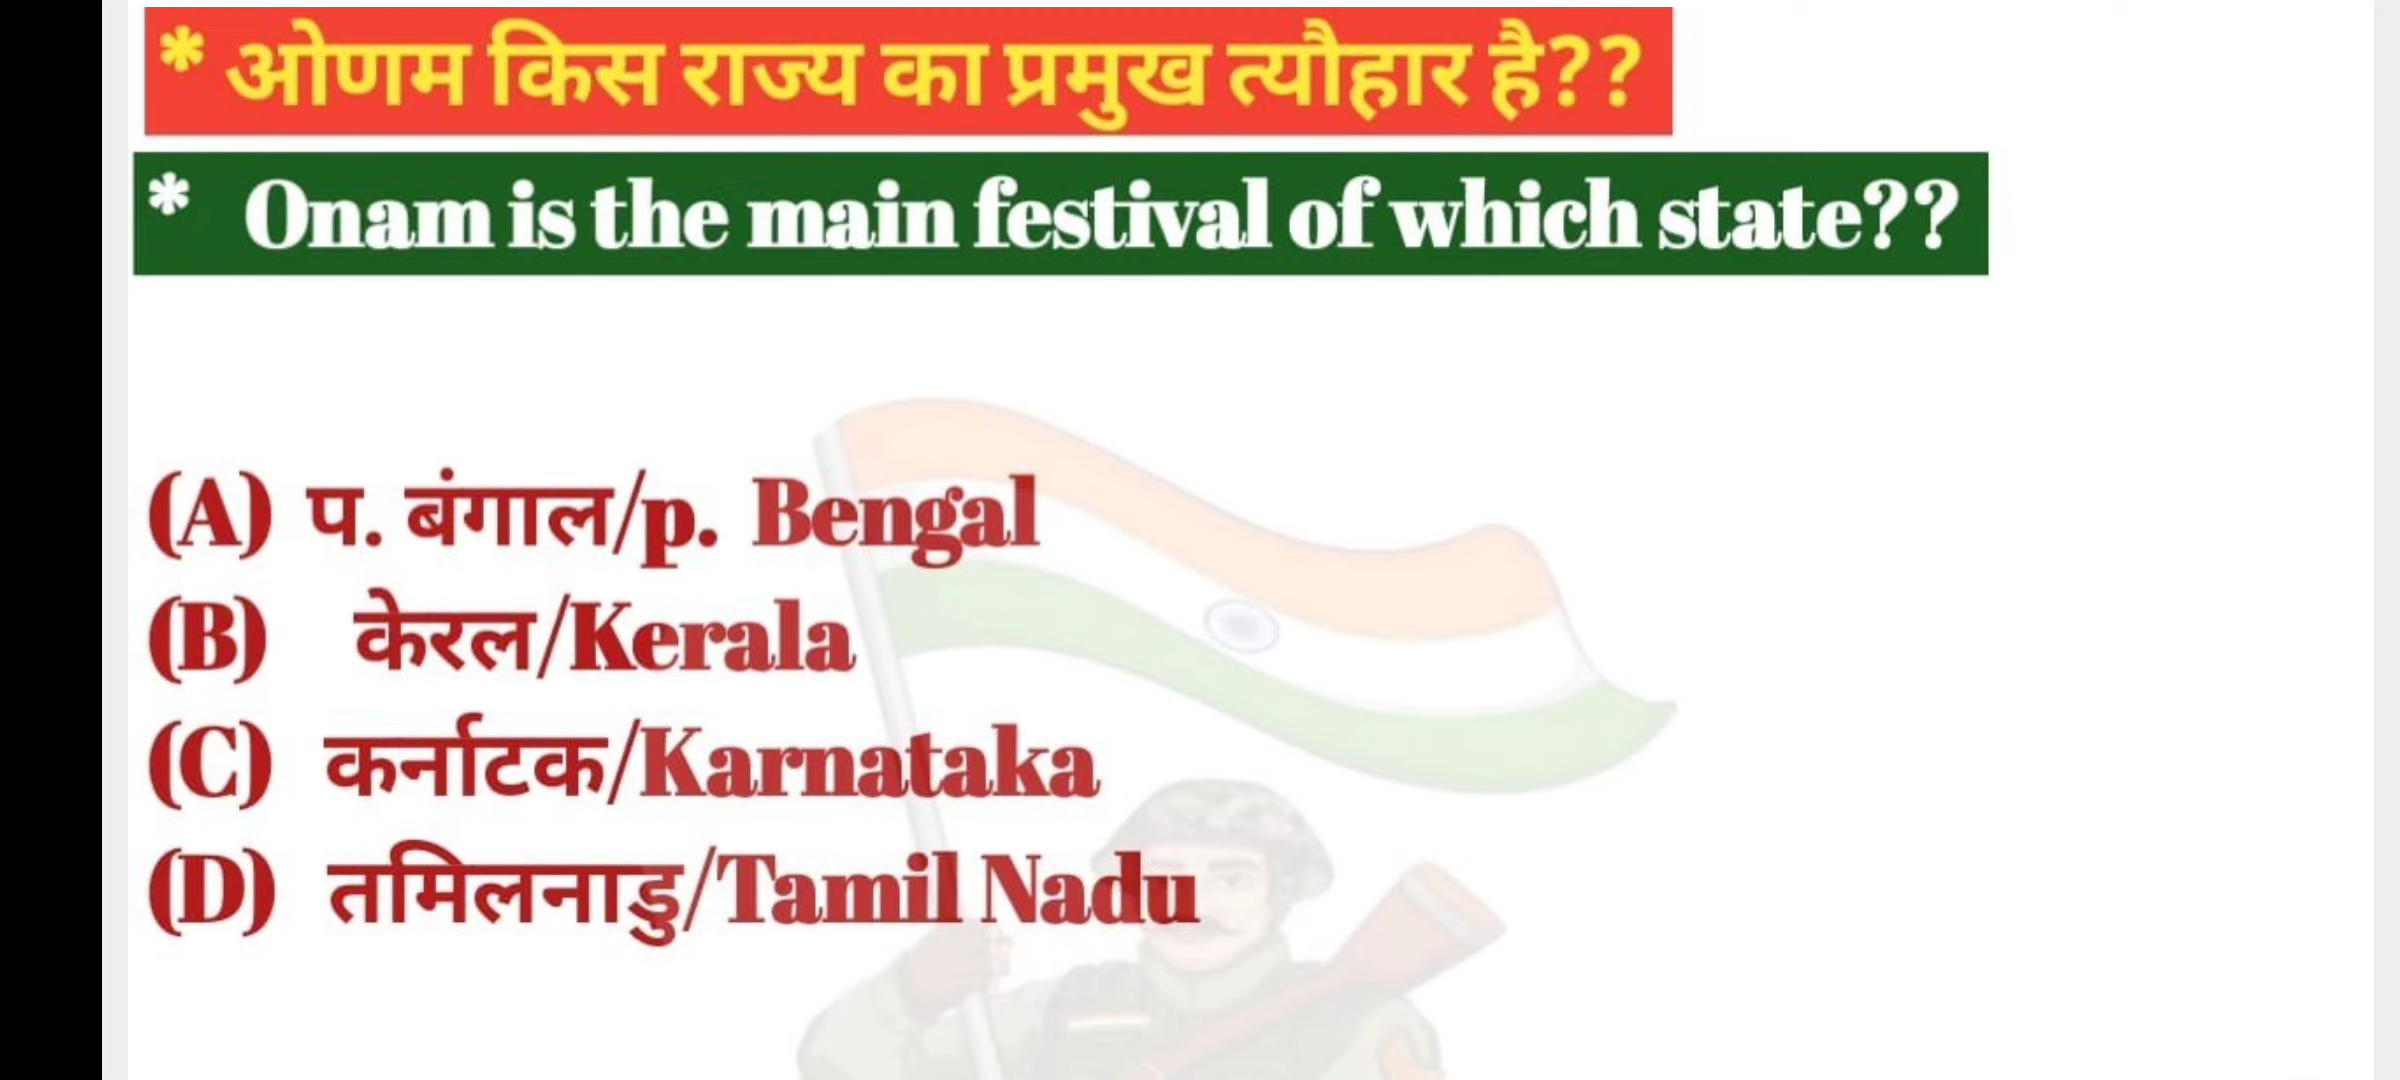 * ओणम किस राज्य का प्रमुख त्यौहार है??
* Onam is the main festival of which state??
(A) प. बंगाल/p. Bengal
(B) केरल/Kerala
(C) कर्नाटक/Karnataka
(D) तमिलनाडु/Tamil Nadu